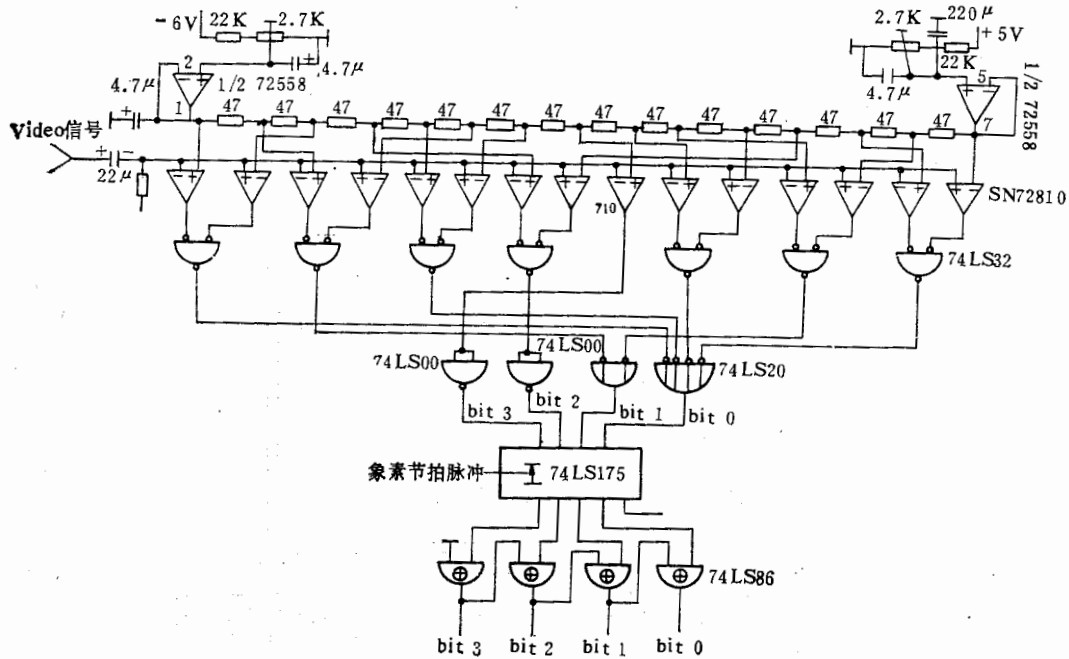 -6V 22K 2.7K
4.7μ
4.7μ
2
1/2 72558
1
- +
2.7K 220μ
+5V
22K
4.7μ
5
7
1/2 72558
47 47 47 47 47 47 47 47 47 47 47 47 47 47
Video信号
+ -
22μ
710
SN72810
74LS32
74LS00 74LS00 74LS20
bit 3 bit 2 bit 1 bit 0
象素节拍脉冲 74LS175
74LS86
bit 3 bit 2 bit 1 bit 0